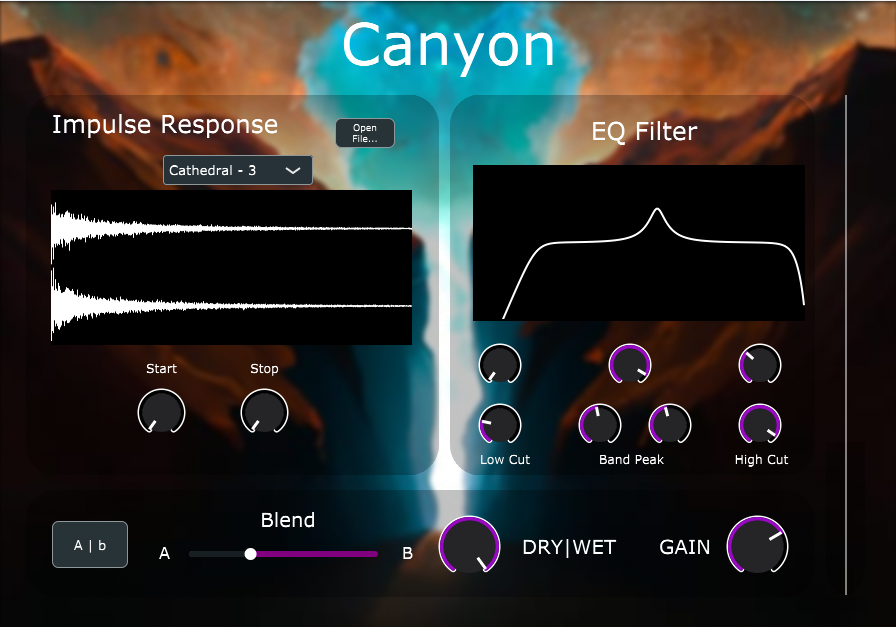 Canyon
Impulse Response
Open
File...
Cathedral - 3
Start
Stop
EQ Filter
Low Cut
Band Peak
High Cut
A | b
Blend
A
B
DRY|WET
GAIN